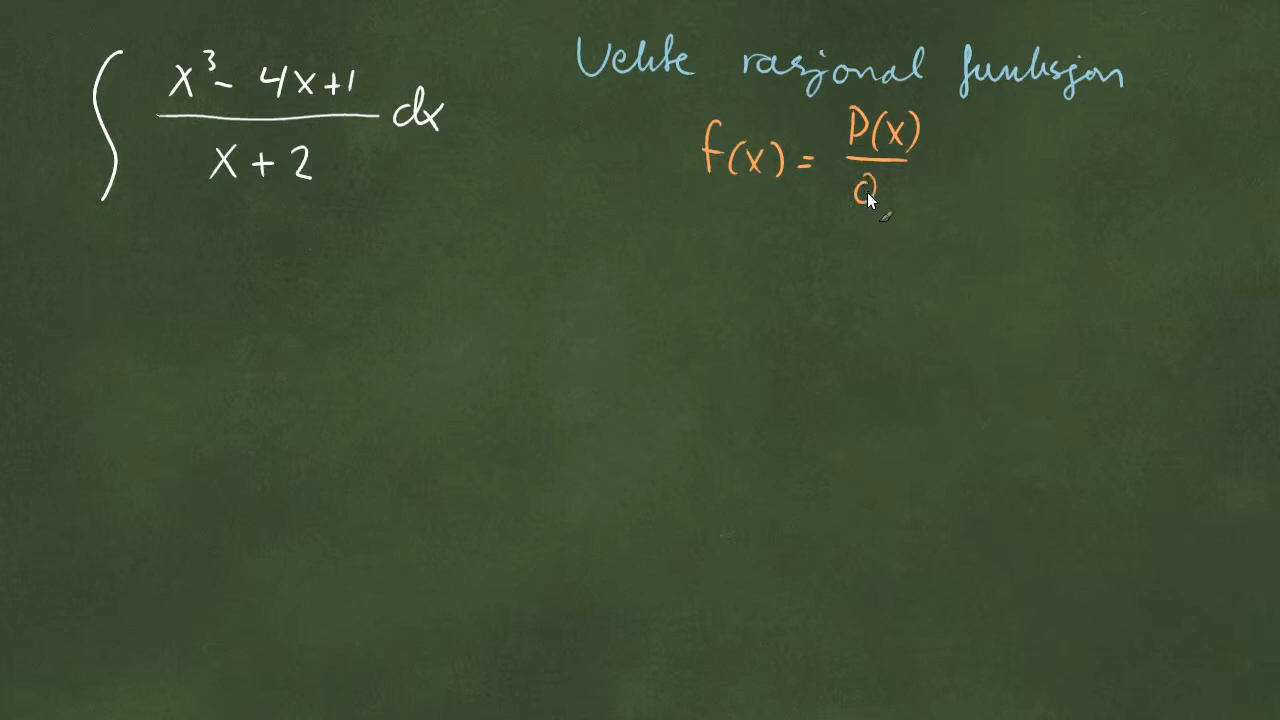 ∫ (x³ - 4x + 1)/(x + 2) dx
Uekte rasjonal funksjon
f(x) = P(x)/Q